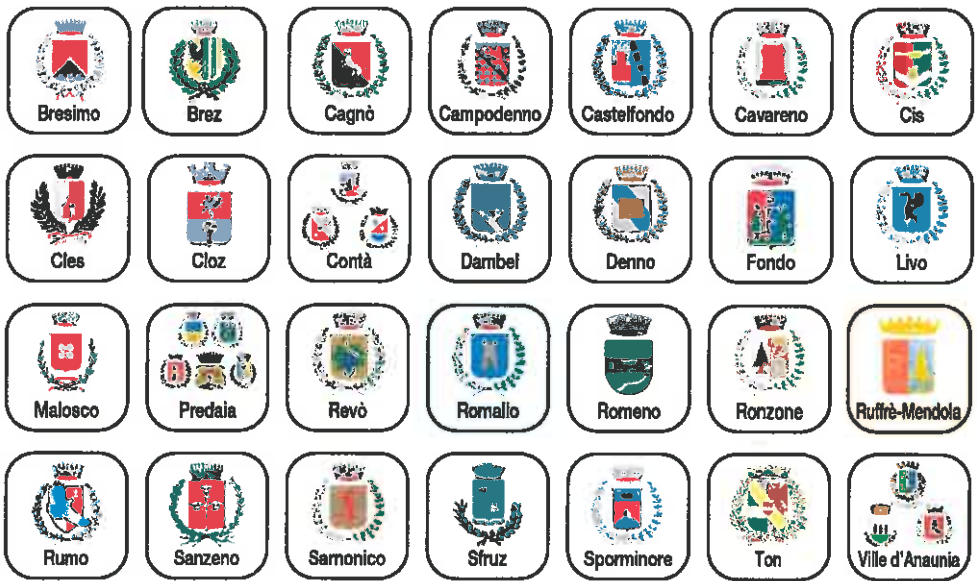 Bresimo
Brez
Cagnò
Campodenno
Castelfondo
Cavareno
Cis
Cles
Cloz
Contà
Dambel
Denno
Fondo
Livo
Malosco
Predaia
Revò
Romallo
Romeno
Ronzone
Ruffrè-Mendola
Rumo
Sanzeno
Sarnonico
Sfruz
Sporminore
Ton
Ville d'Anaunia